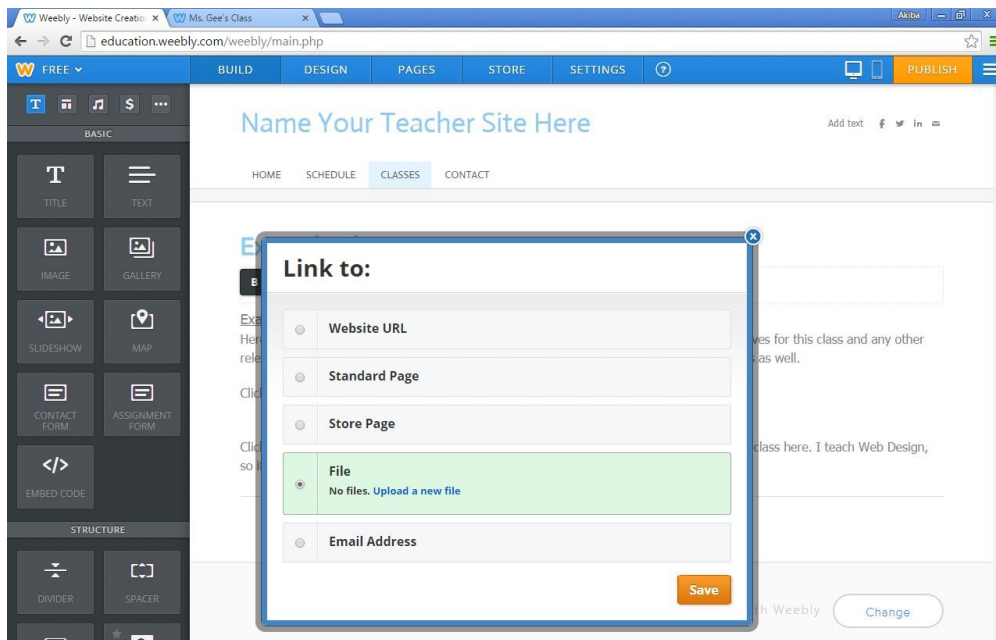 Weebly - Website Creatio
Ms. Gee's Class
Akiba
education.weebly.com/weebly/main.php
FREE
BUILD
DESIGN
PAGES
STORE
SETTINGS
?
PUBLISH
BASIC
TITLE
TEXT
IMAGE
GALLERY
SLIDESHOW
MAP
CONTACT
FORM
ASSIGNMENT
FORM
EMBED CODE
STRUCTURE
DIVIDER
SPACER
Name Your Teacher Site Here
Add text
HOME
SCHEDULE
CLASSES
CONTACT
B
Link to:
Website URL
Standard Page
Store Page
File
No files. Upload a new file
Email Address
Save
for this class and any other
as well.
class here. I teach Web Design,
so
Weebly
Change